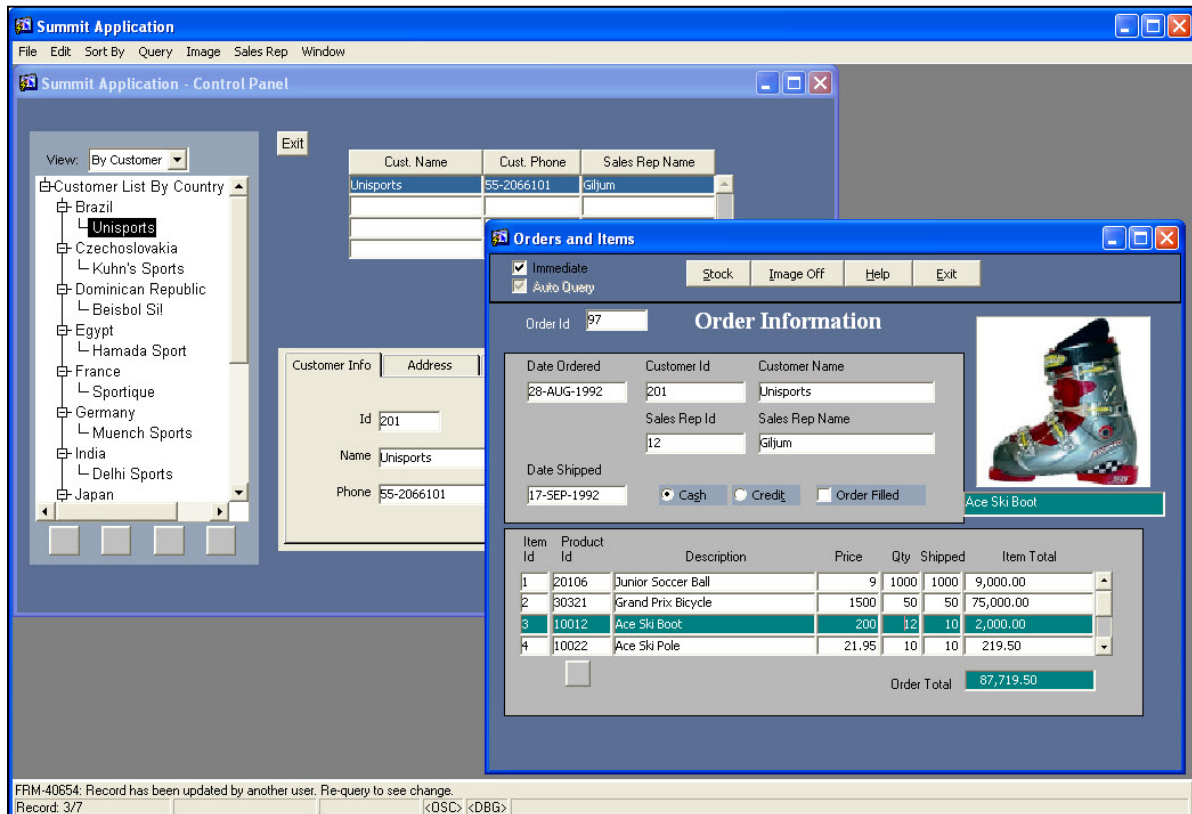 Summit Application
File Edit Sort By Query Image Sales Rep Window
Summit Application - Control Panel
Exit
View: By Customer
Customer List By Country
Brazil
Unisports
Czechoslovakia
Kuhn's Sports
Dominican Republic
Beisbol Si!
Egypt
Hamada Sport
France
Sportique
Germany
Muench Sports
India
Delhi Sports
Japan
Cust. Name Cust. Phone Sales Rep Name
Unisports 55-2066101 Giljum
Customer Info Address
Id 201
Name Unisports
Phone 55-2066101
Orders and Items
Immediate
Auto Query
Stock Image Off Help Exit
Order Id 97 Order Information
Date Ordered Customer Id Customer Name
28-AUG-1992 201 Unisports
Sales Rep Id Sales Rep Name
12 Giljum
Date Shipped
17-SEP-1992 Cash Credit Order Filled
Ace Ski Boot
Item Id Product Id Description Price Qty Shipped Item Total
1 20106 Junior Soccer Ball 9 1000 1000 9,000.00
2 30321 Grand Prix Bicycle 1500 50 50 75,000.00
3 10012 Ace Ski Boot 200 12 10 2,000.00
4 10022 Ace Ski Pole 21.95 10 10 219.50
Order Total 87,719.50
FRM-40654: Record has been updated by another user. Re-query to see change.
Record: 3/7 <OSC> <DBG>